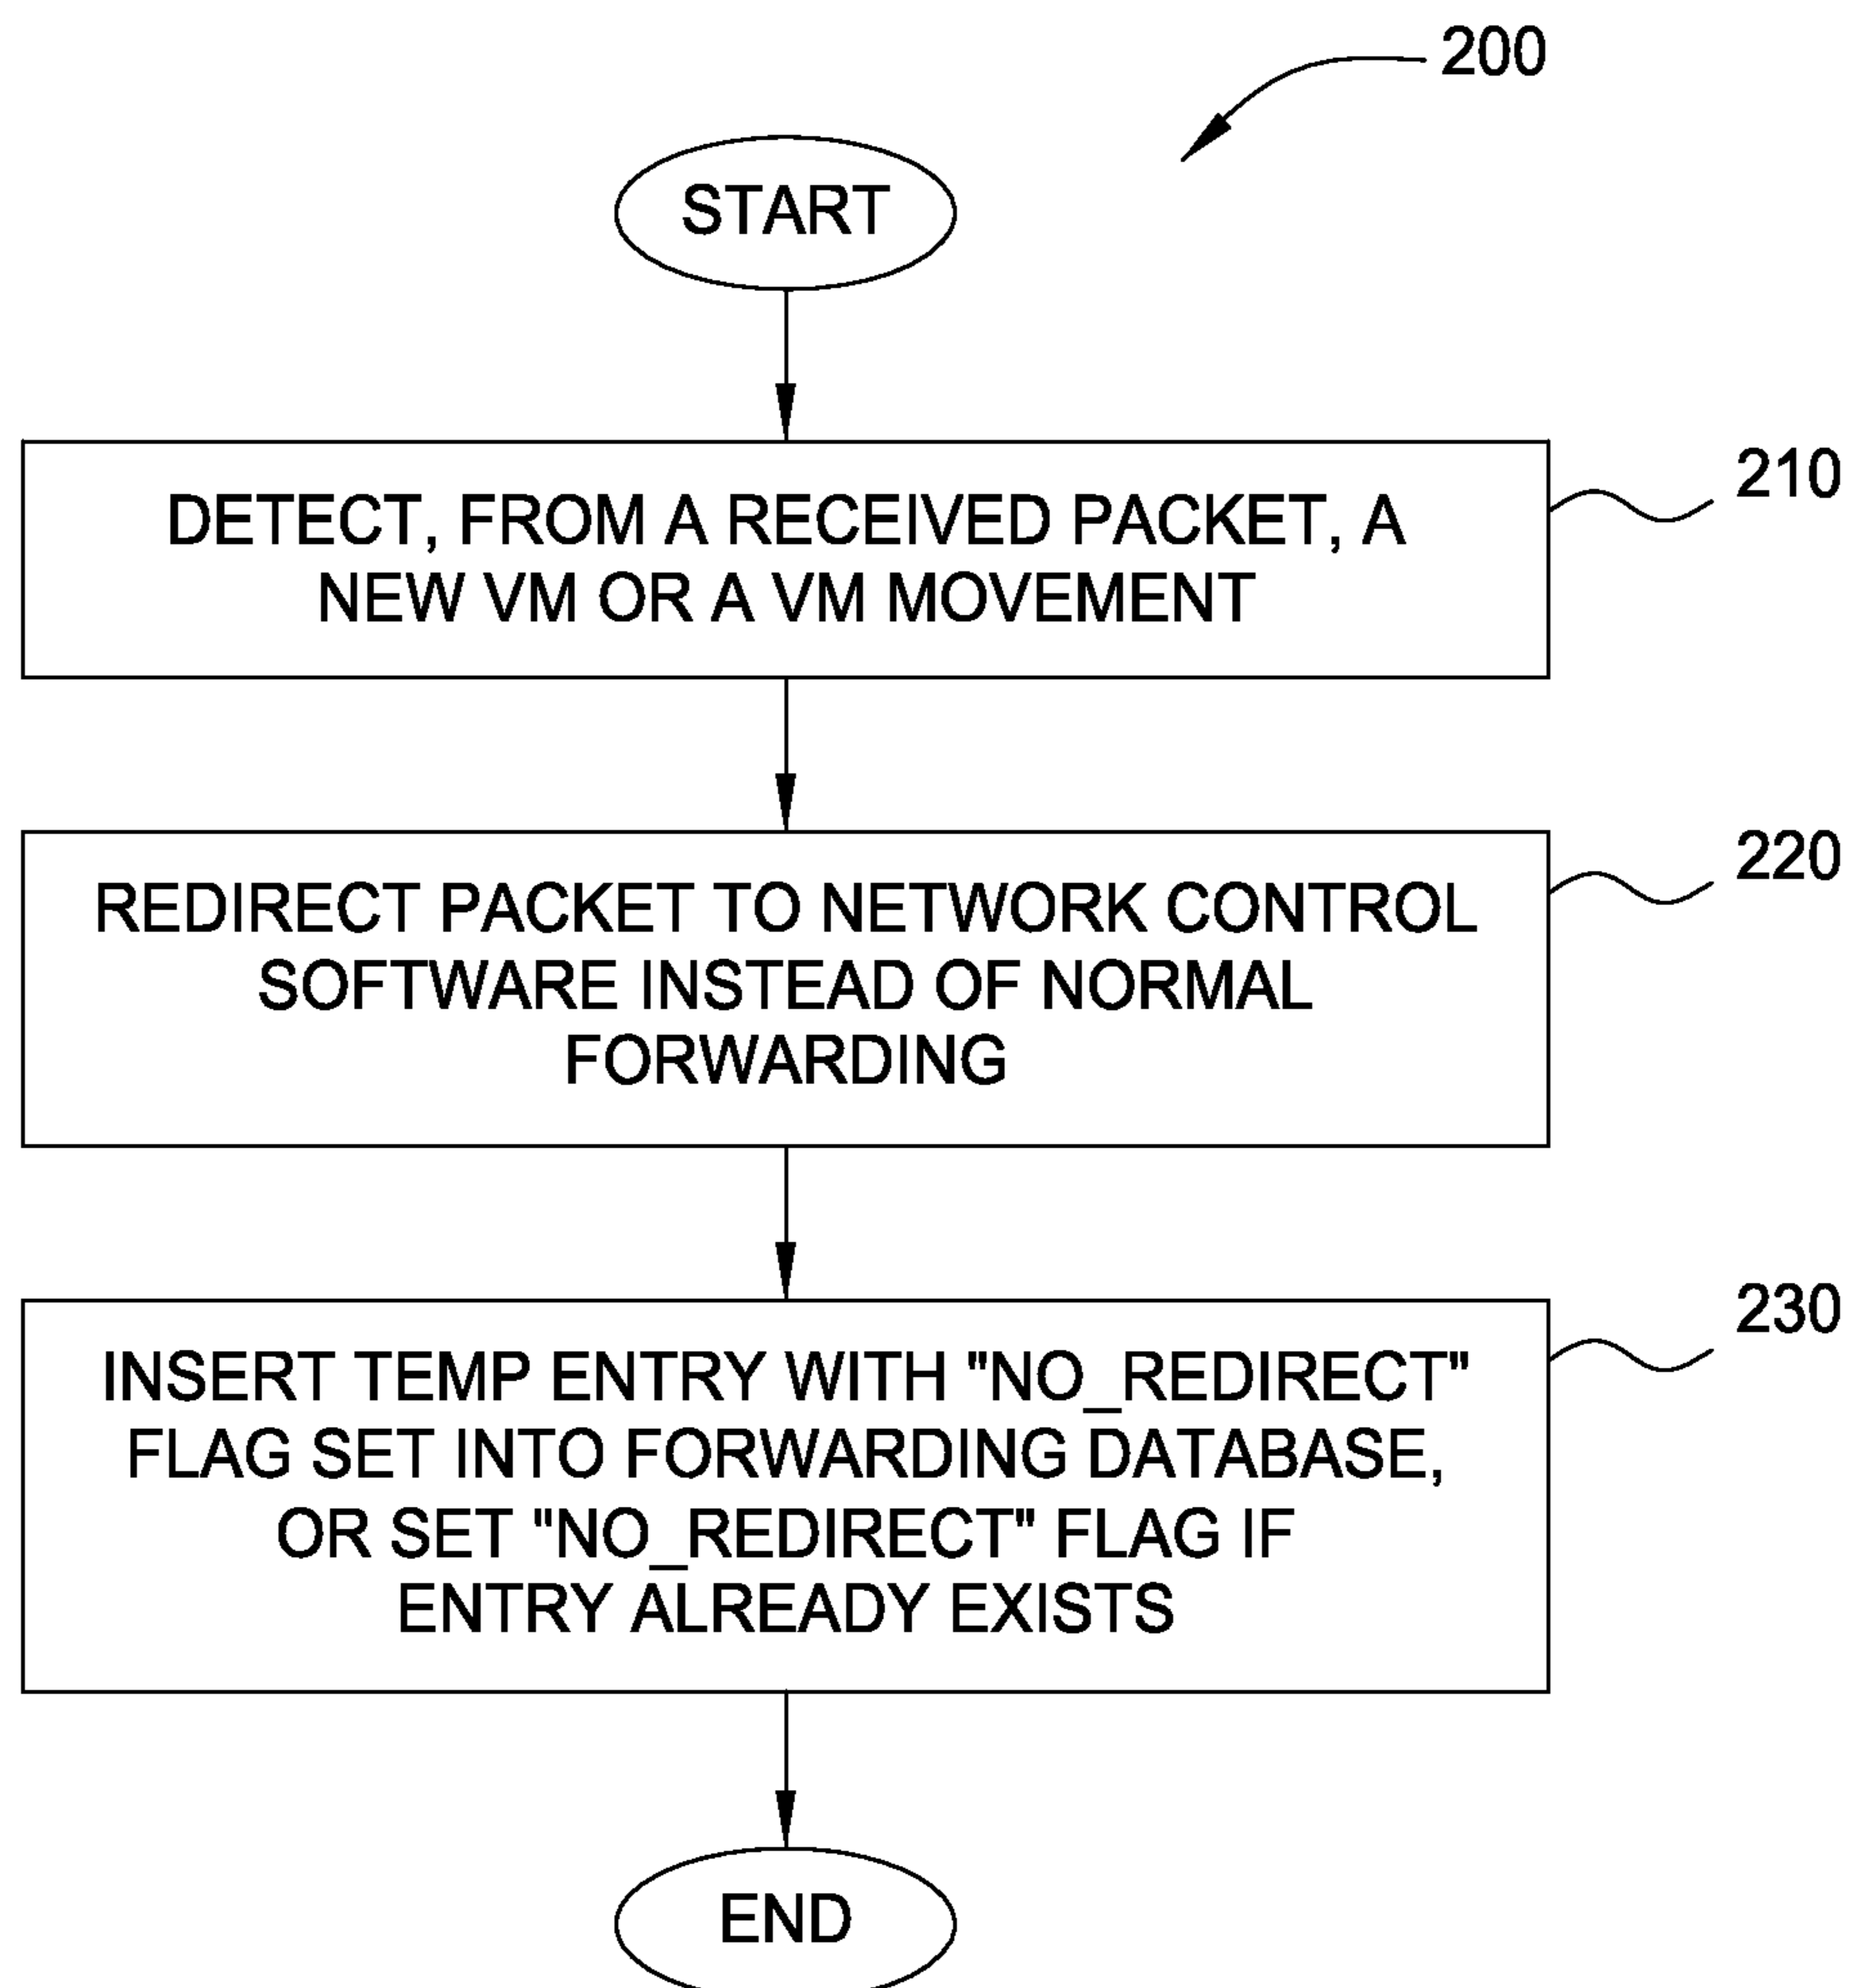 200
START
210
DETECT, FROM A RECEIVED PACKET, A
NEW VM OR A VM MOVEMENT
220
REDIRECT PACKET TO NETWORK CONTROL
SOFTWARE INSTEAD OF NORMAL
FORWARDING
230
INSERT TEMP ENTRY WITH "NO_REDIRECT"
FLAG SET INTO FORWARDING DATABASE,
OR SET "NO_REDIRECT" FLAG IF
ENTRY ALREADY EXISTS
END